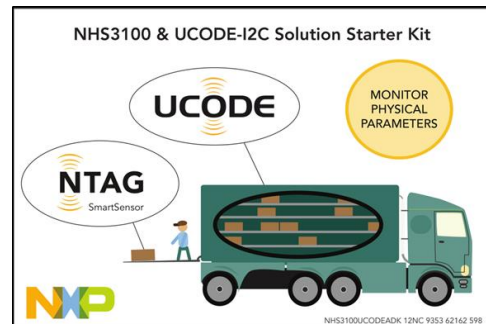 NHS3100 & UCODE-I2C Solution Starter Kit
UCODE
MONITOR
PHYSICAL
PARAMETERS
NTAG
SmartSensor
NXP
NHS3100UCODEADK 12NC 9353 62162 598